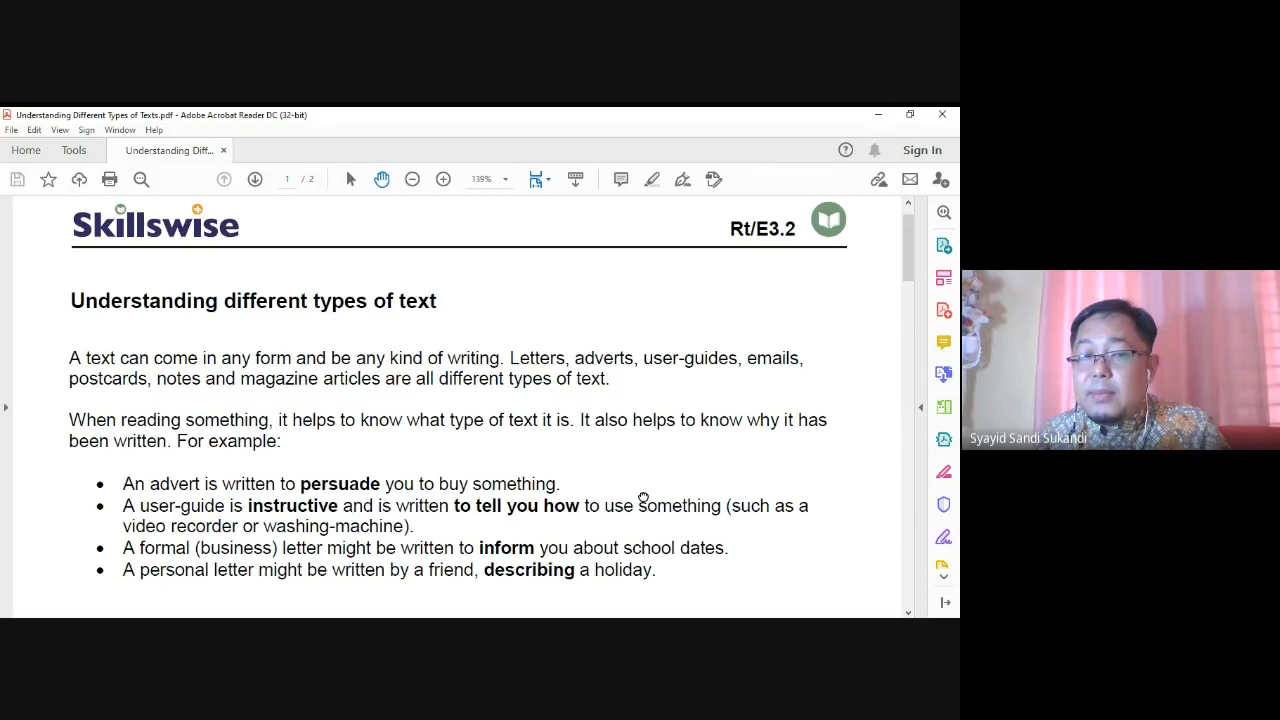 Understanding Different Types of Texts.pdf - Adobe Acrobat Reader DC (32-bit)
File Edit View Sign Window Help
Home Tools Understanding Diff... × Sign In
1 / 2 139%
Skillswise Rt/E3.2
Understanding different types of text
A text can come in any form and be any kind of writing. Letters, adverts, user-guides, emails,
postcards, notes and magazine articles are all different types of text.
When reading something, it helps to know what type of text it is. It also helps to know why it has
been written. For example:
• An advert is written to persuade you to buy something.
• A user-guide is instructive and is written to tell you how to use something (such as a
video recorder or washing-machine).
• A formal (business) letter might be written to inform you about school dates.
• A personal letter might be written by a friend, describing a holiday.
Syayid Sandi Sukandi